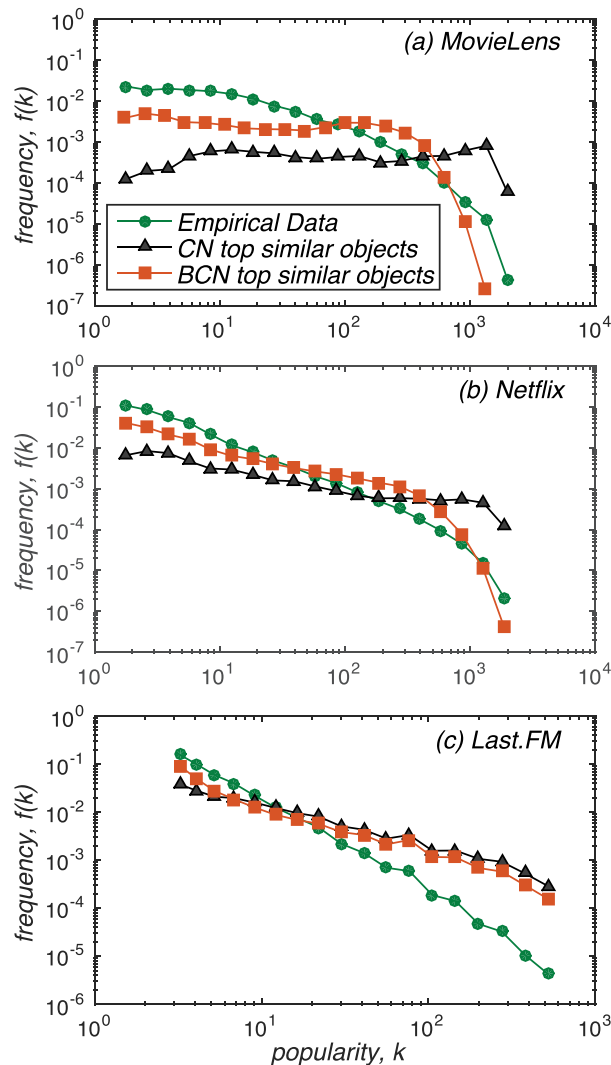 (a) MovieLens
frequency, f(k)
10^0
10^-1
10^-2
10^-3
10^-4
10^-5
10^-6
10^-7
Empirical Data
CN top similar objects
BCN top similar objects
10^0 10^1 10^2 10^3 10^4
(b) Netflix
frequency, f(k)
10^0
10^-1
10^-2
10^-3
10^-4
10^-5
10^-6
10^-7
10^0 10^1 10^2 10^3 10^4
(c) Last.FM
frequency, f(k)
10^0
10^-1
10^-2
10^-3
10^-4
10^-5
10^-6
10^0 10^1 10^2 10^3
popularity, k